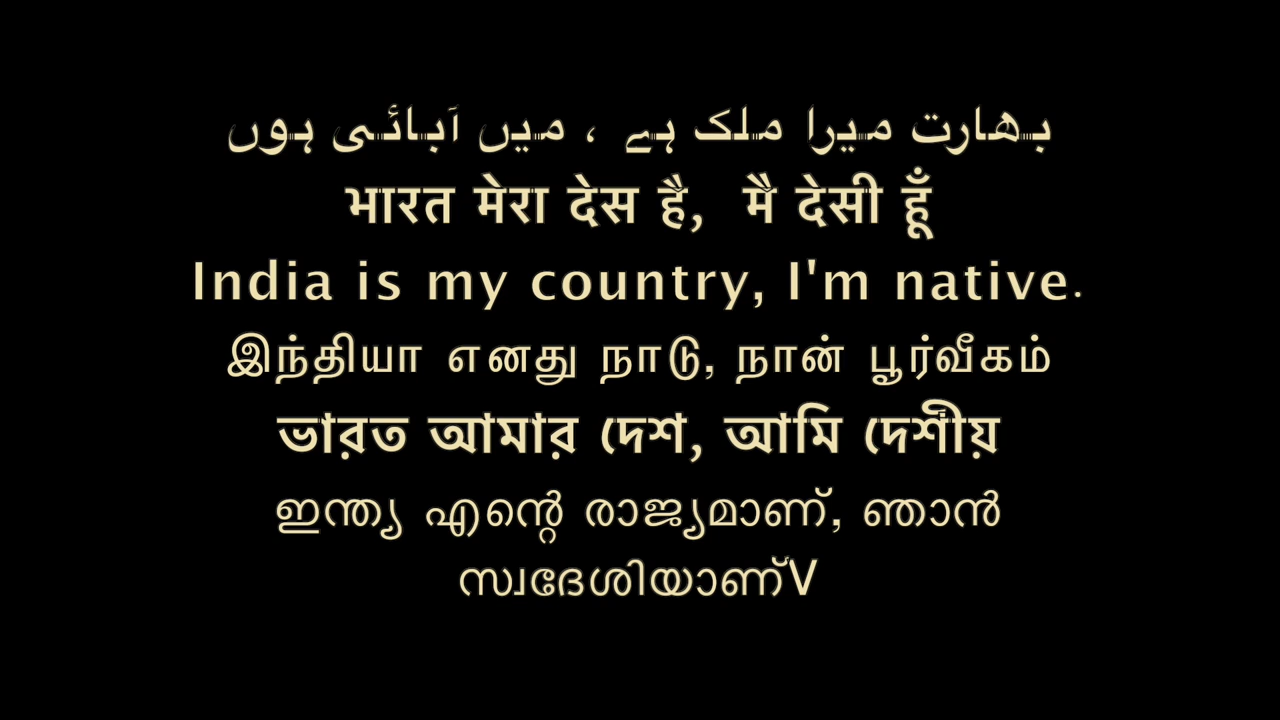 بھارت میرا ملک ہے ، میں آبائی ہوں
भारत मेरा देस है, मै देसी हूँ
India is my country, I'm native.
இந்தியா எனது நாடு, நான் பூர்வீகம்
ভারত আমার দেশ, আমি দেশীয়
ഇന്ത്യ എന്റെ രാജ്യമാണ്, ഞാൻ
സ്വദേശിയാണ്V